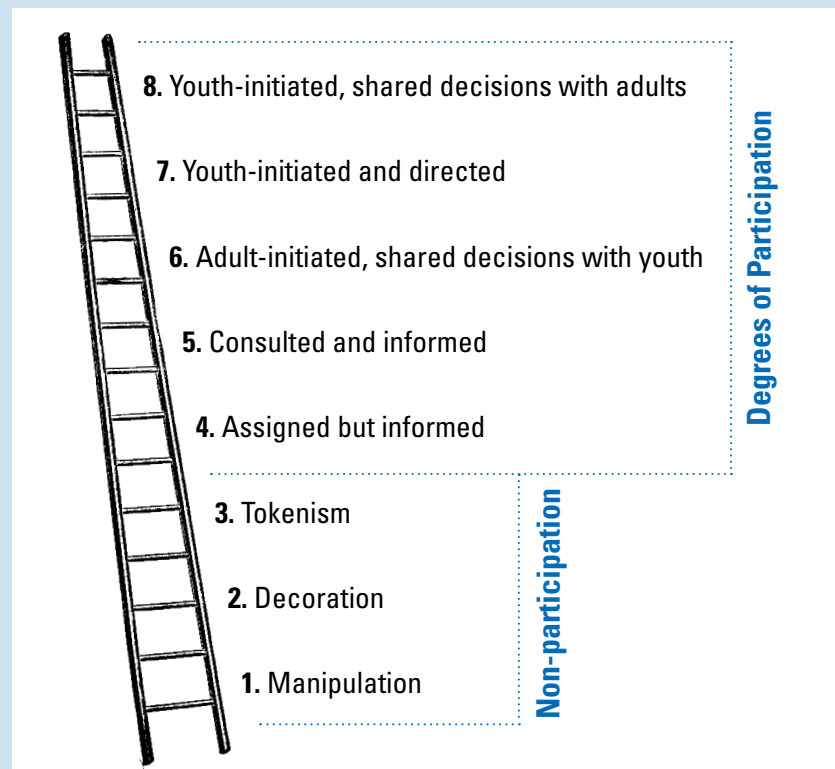 8. Youth-initiated, shared decisions with adults
7. Youth-initiated and directed
6. Adult-initiated, shared decisions with youth
5. Consulted and informed
4. Assigned but informed
Degrees of Participation
3. Tokenism
2. Decoration
1. Manipulation
Non-participation